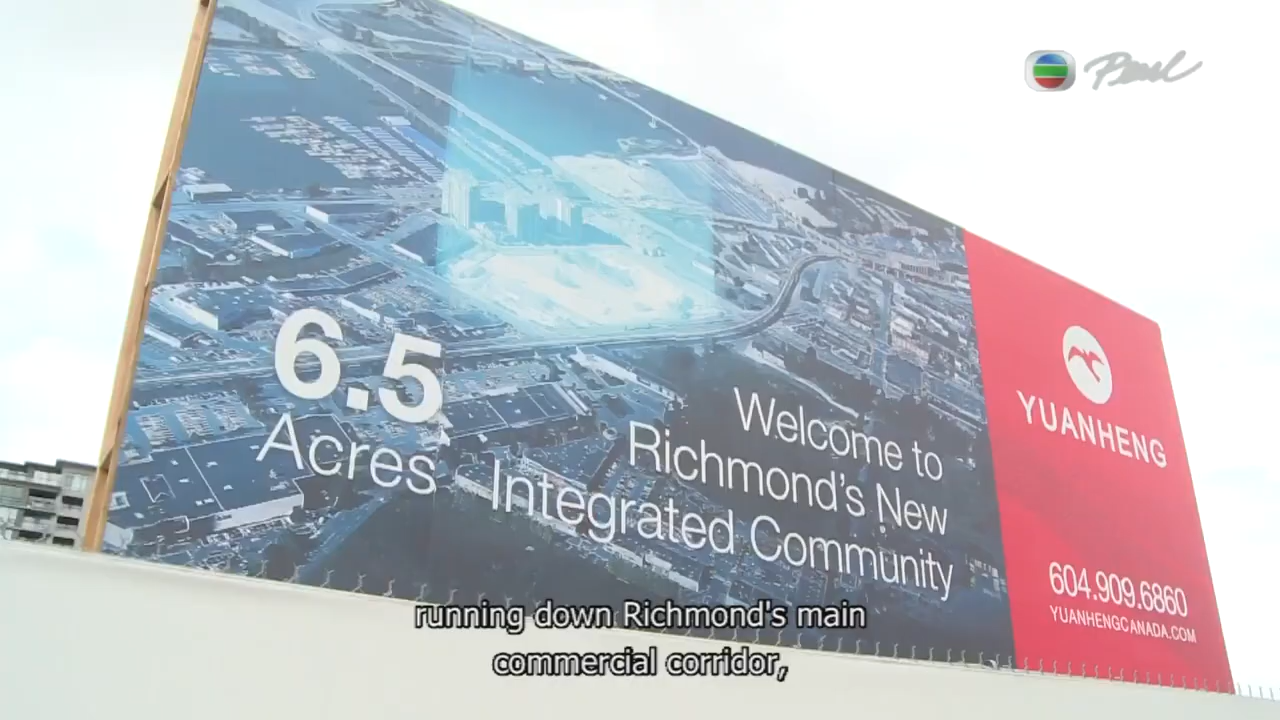 Pearl
6.5
Acres
Welcome to
Richmond's New
Integrated Community
YUANHENG
604.909.6860
YUANHENGCANADA.COM
running down Richmond's main
commercial corridor,